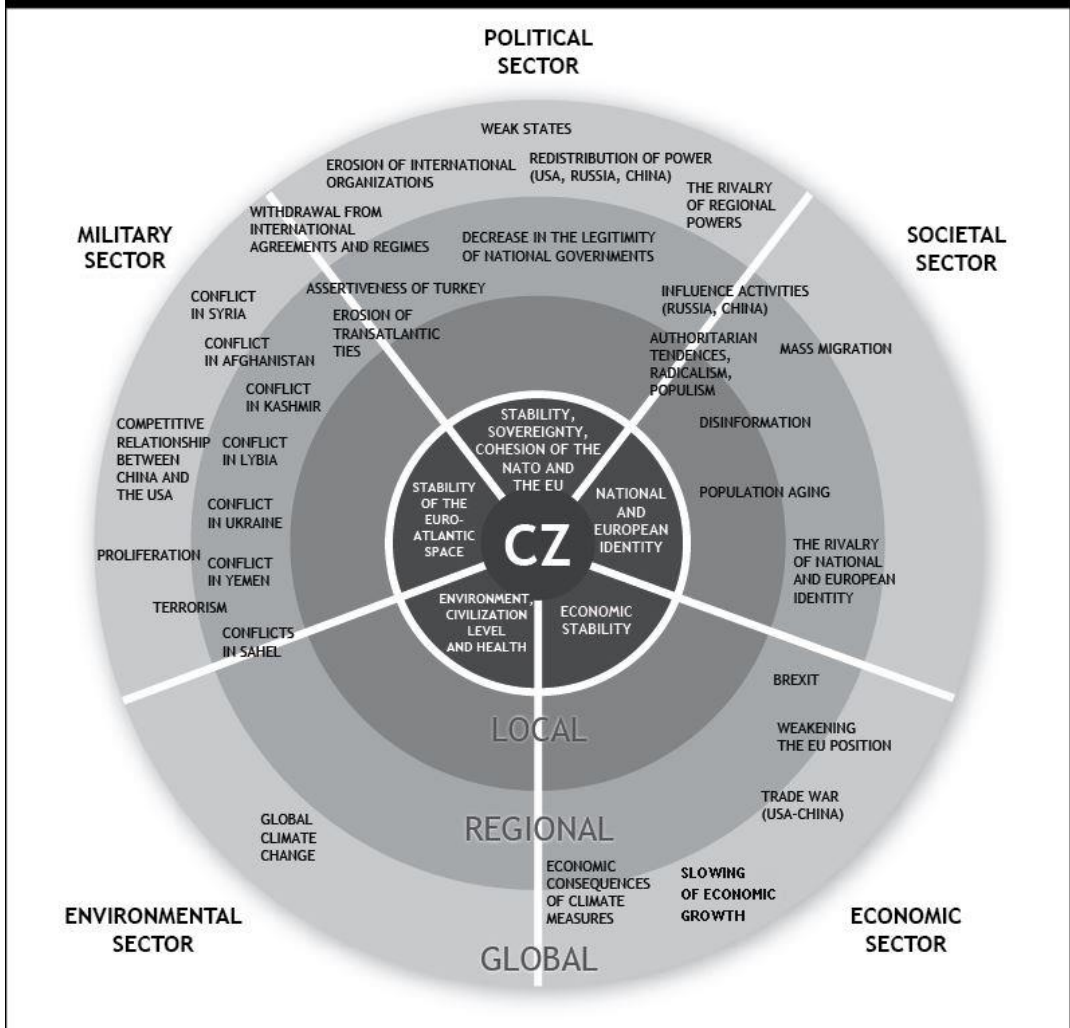 POLITICAL
SECTOR
WEAK STATES
EROSION OF INTERNATIONAL
ORGANIZATIONS
REDISTRIBUTION OF POWER
(USA, RUSSIA, CHINA)
THE RIVALRY
OF REGIONAL
POWERS
WITHDRAWAL FROM
INTERNATIONAL
AGREEMENTS AND REGIMES
DECREASE IN THE LEGITIMITY
OF NATIONAL GOVERNMENTS
MILITARY
SECTOR
SOCIETAL
SECTOR
ASSERTIVENESS OF TURKEY
EROSION OF
TRANSATLANTIC
TIES
INFLUENCE ACTIVITIES
(RUSSIA, CHINA)
AUTHORITARIAN
TENDENCES,
RADICALISM,
POPULISM
MASS MIGRATION
CONFLICT
IN SYRIA
CONFLICT
IN AFGHANISTAN
CONFLICT
IN KASHMIR
COMPETITIVE
RELATIONSHIP
BETWEEN
CHINA AND
THE USA
CONFLICT
IN LYBIA
CONFLICT
IN UKRAINE
PROLIFERATION
CONFLICT
IN YEMEN
TERRORISM
CONFLICTS
IN SAHEL
DISINFORMATION
POPULATION AGING
THE RIVALRY
OF NATIONAL
AND EUROPEAN
IDENTITY
STABILITY,
SOVEREIGNTY,
COHESION OF THE
NATO AND
THE EU
STABILITY
OF THE
EURO-
ATLANTIC
SPACE
CZ
NATIONAL
AND
EUROPEAN
IDENTITY
ENVIRONMENT,
CIVILIZATION
LEVEL
AND HEALTH
ECONOMIC
STABILITY
LOCAL
REGIONAL
GLOBAL
BREXIT
WEAKENING
THE EU POSITION
TRADE WAR
(USA-CHINA)
GLOBAL
CLIMATE
CHANGE
ECONOMIC
CONSEQUENCES
OF CLIMATE
MEASURES
SLOWING
OF ECONOMIC
GROWTH
ENVIRONMENTAL
SECTOR
ECONOMIC
SECTOR